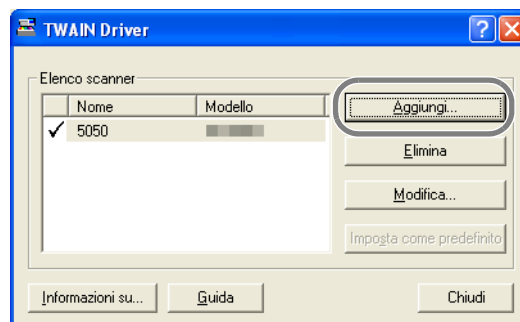 TWAIN Driver
Elenco scanner
Nome Modello
Aggiungi...
5050
Elimina
Modifica...
Imposta come predefinito
Informazioni su... Guida Chiudi